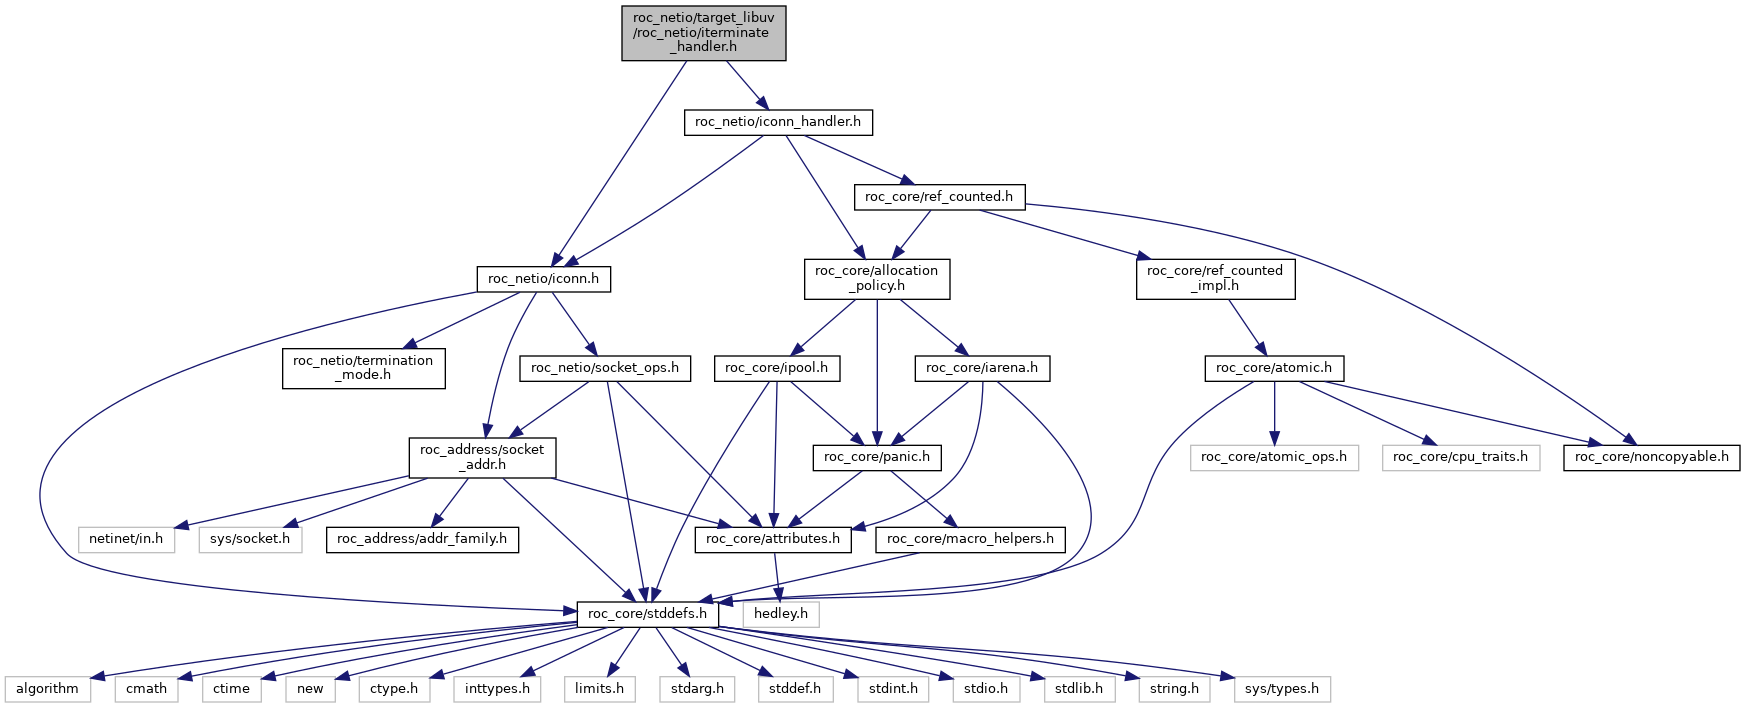 roc_netio/target_libuv
/roc_netio/iterminate
_handler.h
roc_netio/iconn_handler.h
roc_core/ref_counted.h
roc_netio/iconn.h
roc_core/allocation
_policy.h
roc_core/ref_counted
_impl.h
roc_netio/termination
_mode.h
roc_netio/socket_ops.h
roc_core/ipool.h
roc_core/iarena.h
roc_core/atomic.h
roc_address/socket
_addr.h
roc_core/panic.h
roc_core/atomic_ops.h
roc_core/cpu_traits.h
roc_core/noncopyable.h
netinet/in.h
sys/socket.h
roc_address/addr_family.h
roc_core/attributes.h
roc_core/macro_helpers.h
roc_core/stddefs.h
hedley.h
algorithm
cmath
ctime
new
ctype.h
inttypes.h
limits.h
stdarg.h
stddef.h
stdint.h
stdio.h
stdlib.h
string.h
sys/types.h